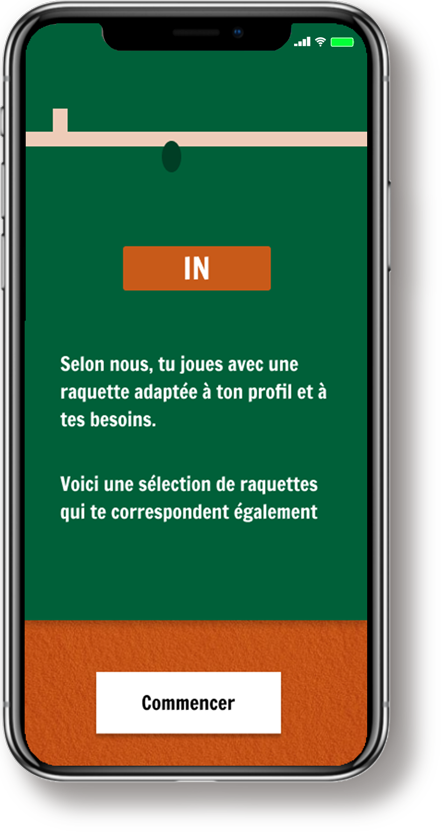 IN
Selon nous, tu joues avec une
raquette adaptée à ton profil et à
tes besoins.
Voici une sélection de raquettes
qui te correspondent également
Commencer